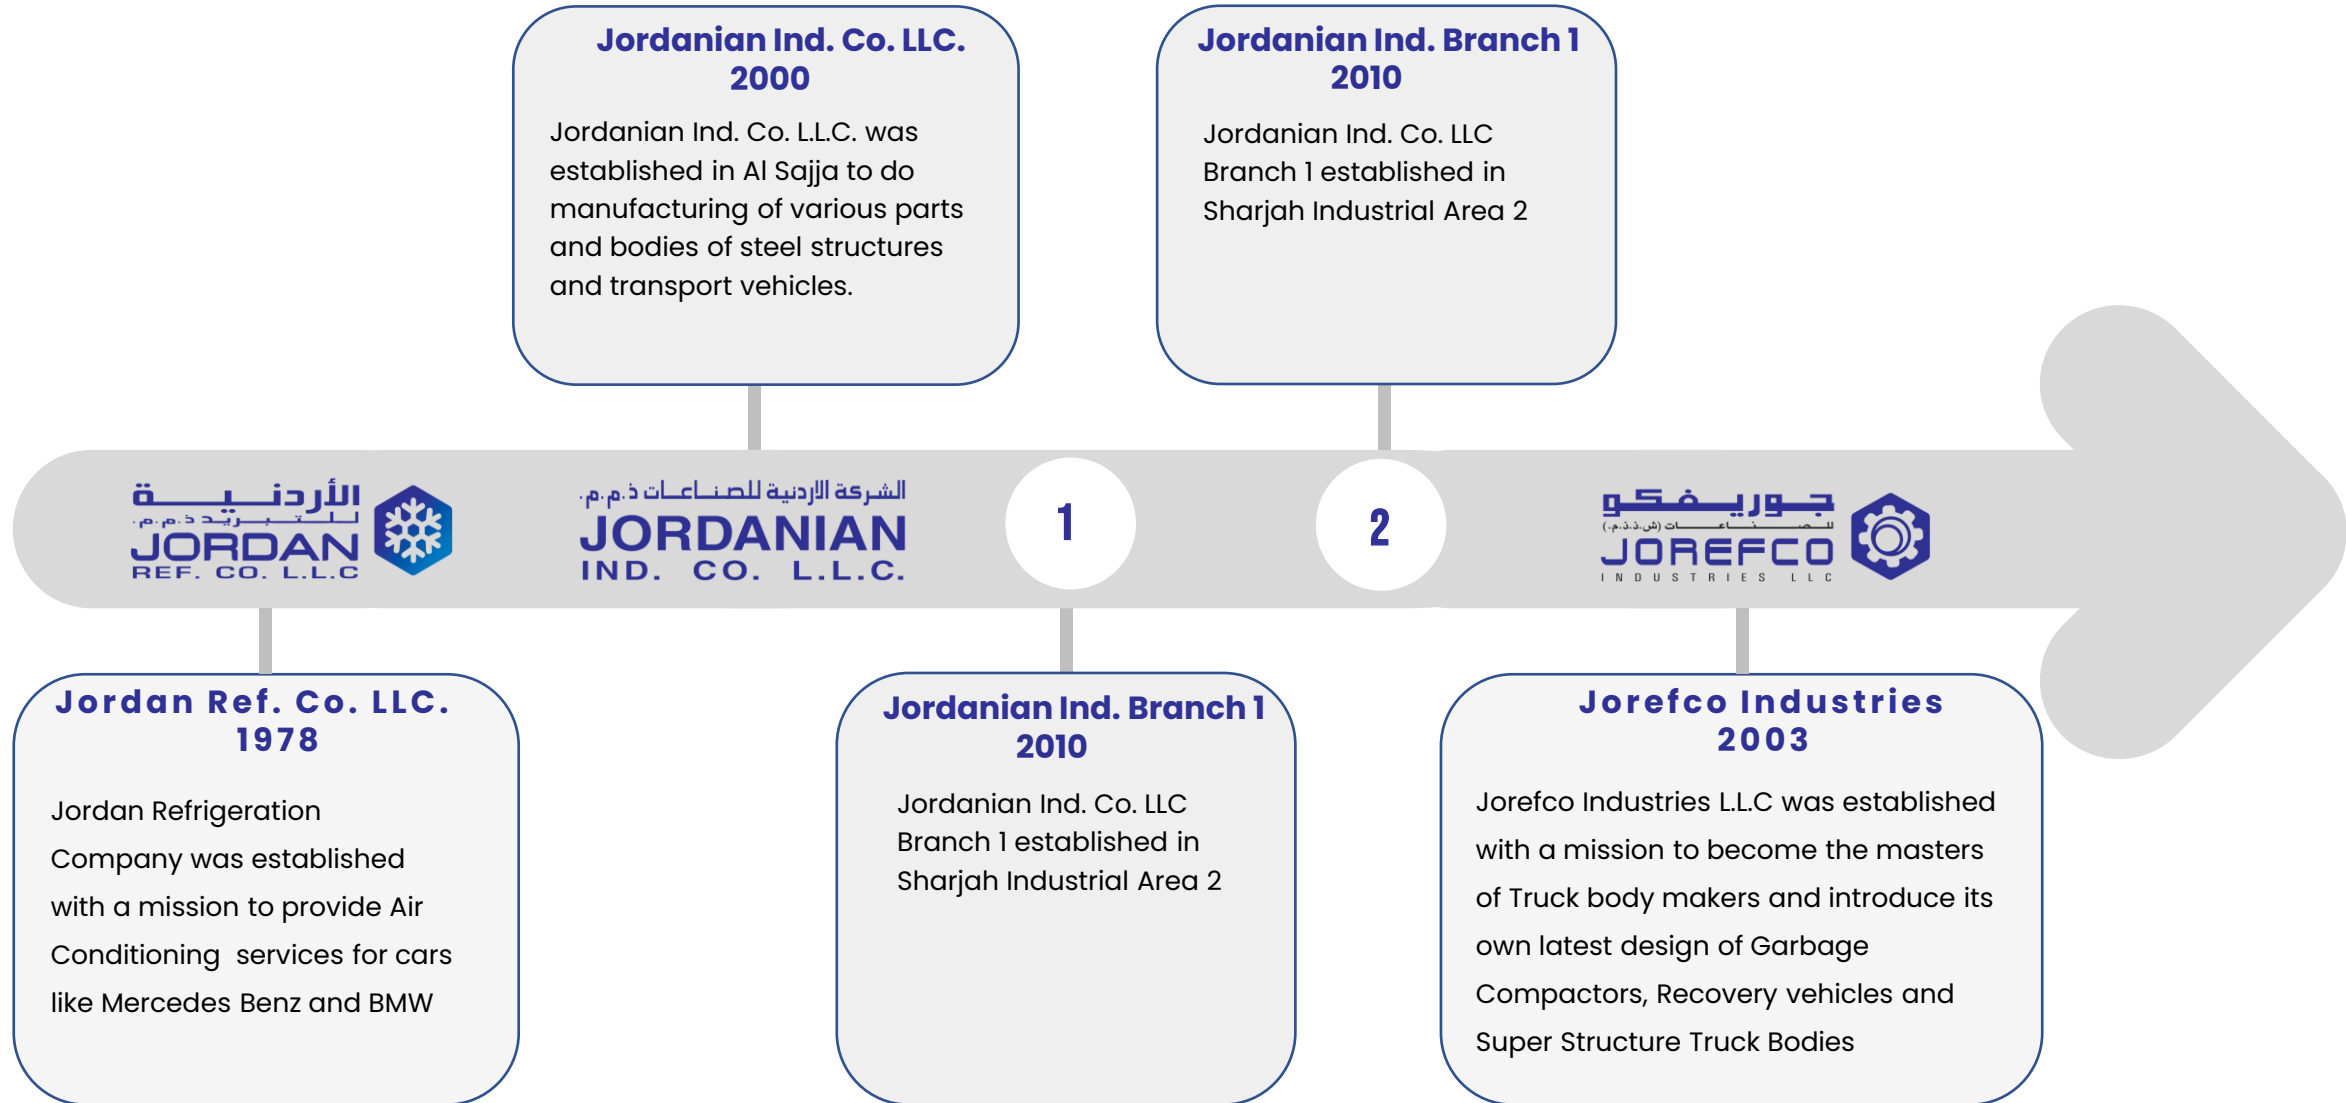 Jordanian Ind. Co. LLC.
2000
Jordanian Ind. Co. L.L.C. was
established in Al Sajja to do
manufacturing of various parts
and bodies of steel structures
and transport vehicles.
Jordanian Ind. Branch 1
2010
Jordanian Ind. Co. LLC
Branch 1 established in
Sharjah Industrial Area 2
الأردنيـــة
للـتـبـريـد ذ.م.م.
JORDAN
REF. CO. L.L.C
الشركة الاردنية للصنـاعـات ذ.م.م.
JORDANIAN
IND. CO. L.L.C.
1
2
جـوريـفـكـو
للـصـنـاعـات (ش.ذ.ذ.م.)
JOREFCO
INDUSTRIES LLC
Jordan Ref. Co. LLC.
1978
Jordan Refrigeration
Company was established
with a mission to provide Air
Conditioning  services for cars
like Mercedes Benz and BMW
Jordanian Ind. Branch 1
2010
Jordanian Ind. Co. LLC
Branch 1 established in
Sharjah Industrial Area 2
Jorefco Industries
2003
Jorefco Industries L.L.C was established
with a mission to become the masters
of Truck body makers and introduce its
own latest design of Garbage
Compactors, Recovery vehicles and
Super Structure Truck Bodies